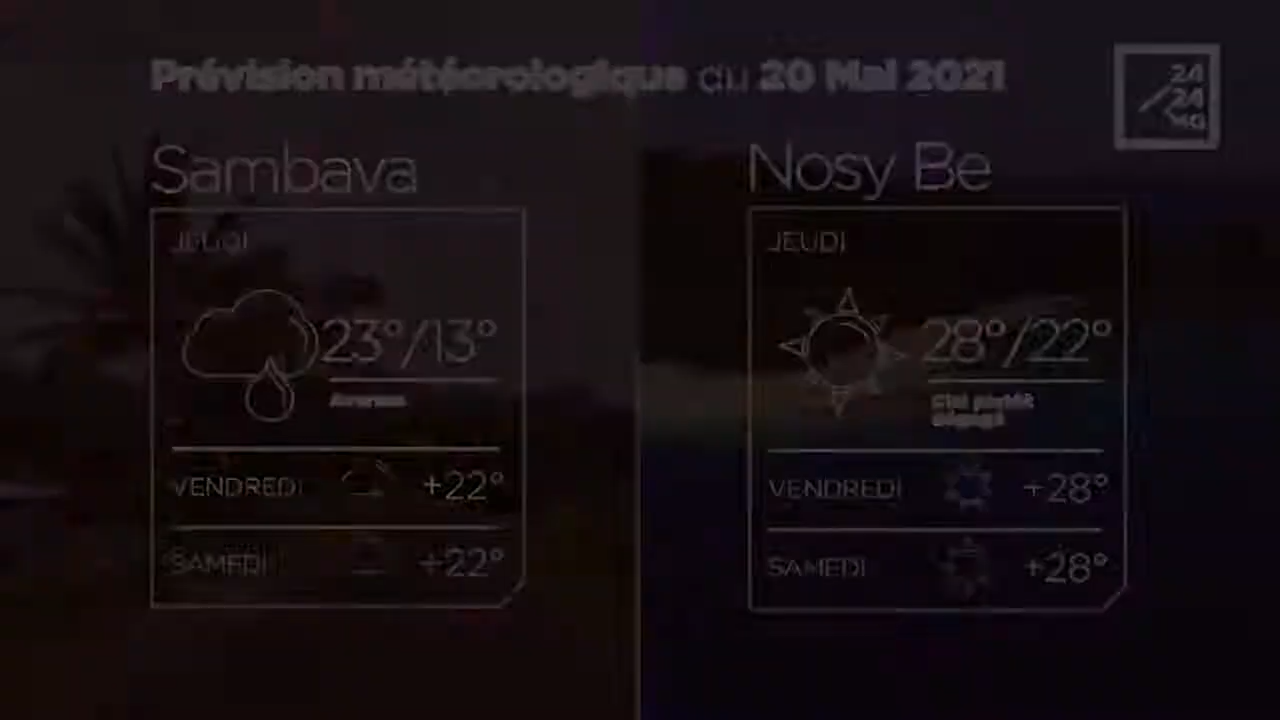 Prévision météorologique du 20 Mai 2021
24
24
MG
Sambava
JEUDI
23°/13°
Averses
VENDREDI +22°
SAMEDI +22°
Nosy Be
JEUDI
28°/22°
VENDREDI +28°
SAMEDI +28°